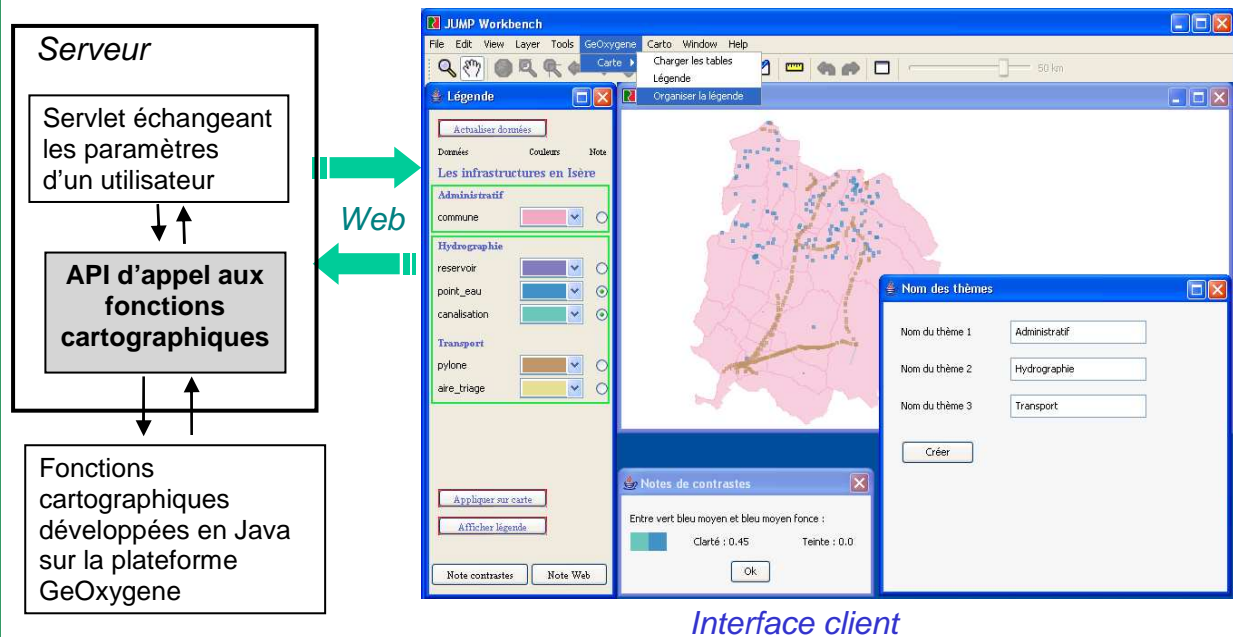 Serveur
Servlet échangeant
les paramètres
d'un utilisateur
API d'appel aux
fonctions
cartographiques
Fonctions
cartographiques
développées en Java
sur la plateforme
GeOxygene
Web
JUMP Workbench
File Edit View Layer Tools GeOxygene Carto Window Help
Carte
Charger les tables
Légende
Organiser la légende
50 km
Légende
Actualiser données
Données Couleurs Note
Les infrastructures en Isère
Administratif
commune
Hydrographie
reservoir
point_eau
canalisation
Transport
pylone
aire_triage
Appliquer sur carte
Afficher légende
Note contrastes Note Web
Notes de contrastes
Entre vert bleu moyen et bleu moyen fonce :
Clarté : 0.45 Teinte : 0.0
Ok
Nom des thèmes
Nom du thème 1 Administratif
Nom du thème 2 Hydrographie
Nom du thème 3 Transport
Créer
Interface client